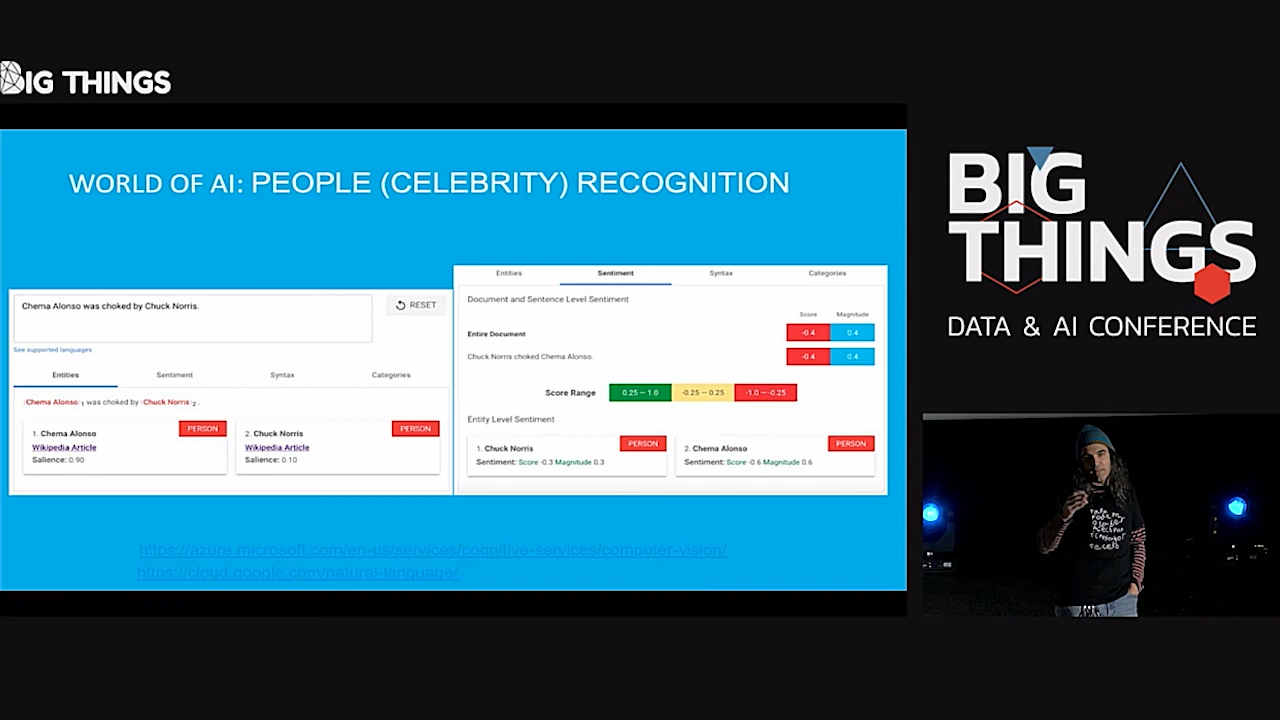 BIG THINGS
WORLD OF AI: PEOPLE (CELEBRITY) RECOGNITION
Chema Alonso was choked by Chuck Norris.
RESET
See supported languages
Entities Sentiment Syntax Categories
(Chema Alonso)1 was choked by (Chuck Norris)2 .
1. Chema Alonso PERSON
Wikipedia Article
Salience: 0.90
2. Chuck Norris PERSON
Wikipedia Article
Salience: 0.10
Entities Sentiment Syntax Categories
Document and Sentence Level Sentiment
Score Magnitude
Entire Document -0.4 0.4
Chuck Norris choked Chema Alonso. -0.4 0.4
Score Range 0.25 — 1.0 -0.25 — 0.25 -1.0 — -0.25
Entity Level Sentiment
1. Chuck Norris PERSON
Sentiment: Score -0.3 Magnitude 0.3
2. Chema Alonso PERSON
Sentiment: Score -0.6 Magnitude 0.6
https://azure.microsoft.com/en-us/services/cognitive-services/computer-vision/
https://cloud.google.com/natural-language/
BIG
THINGS
DATA & AI CONFERENCE